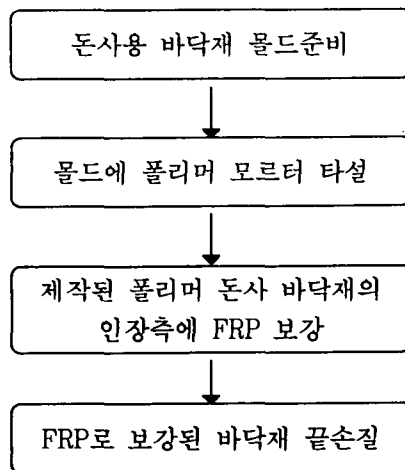 돈사용 바닥재 몰드준비
몰드에 폴리머 모르터 타설
제작된 폴리머 돈사 바닥재의
인장측에 FRP 보강
FRP로 보강된 바닥재 끝손질